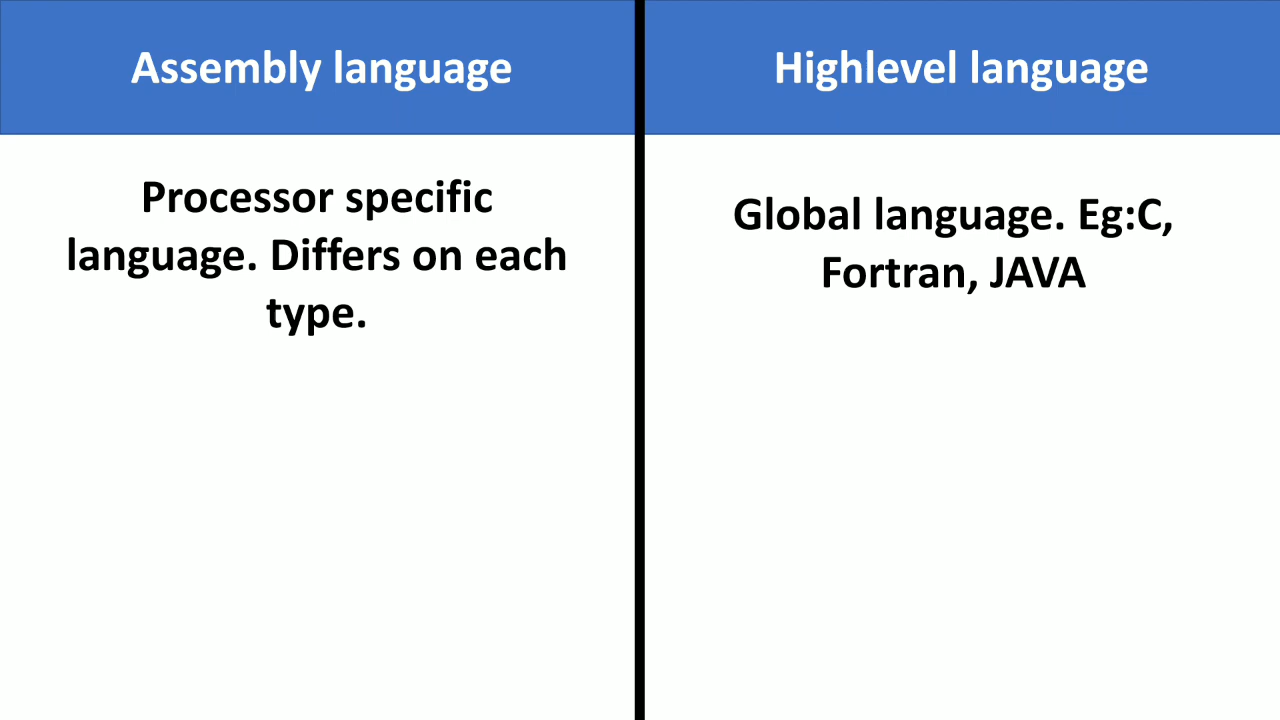 Assembly language
Processor specific
language. Differs on each
type.
Highlevel language
Global language. Eg:C,
Fortran, JAVA